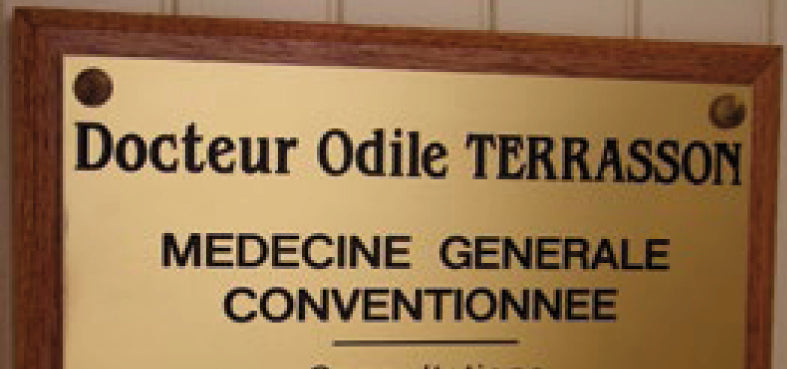 Docteur Odile TERRASSON
MEDECINE GENERALE
CONVENTIONNEE